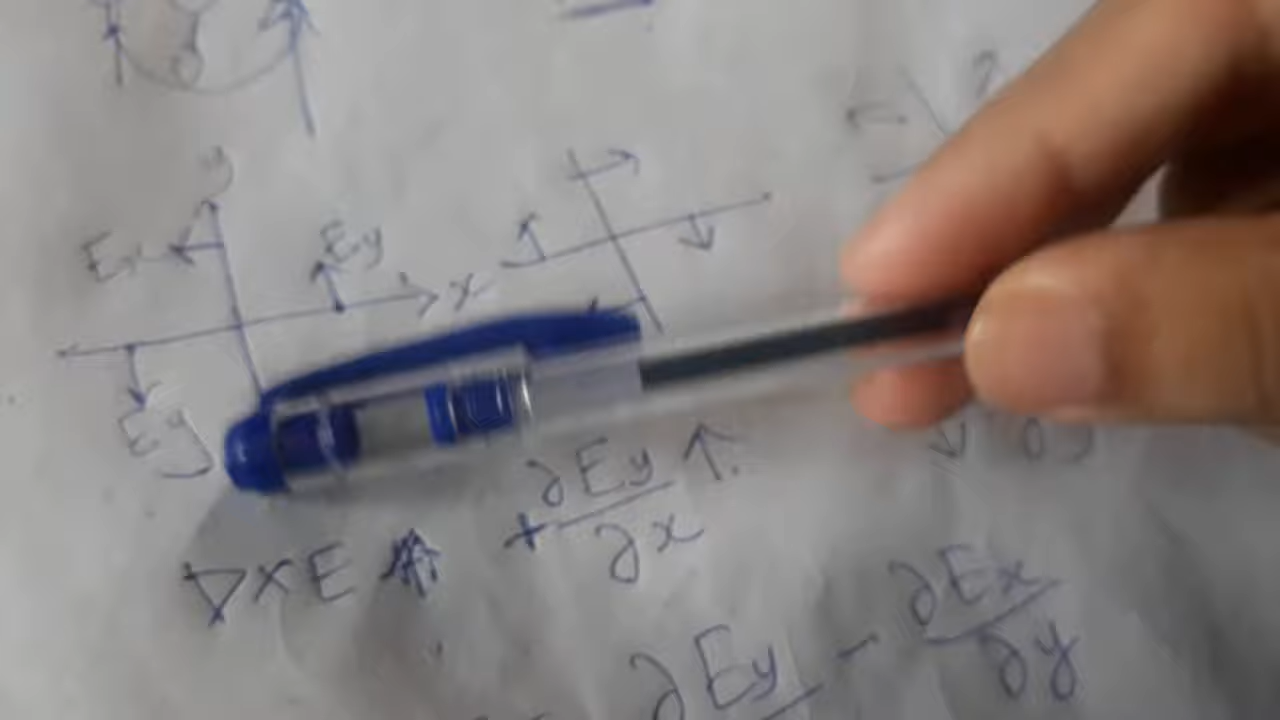 y
Ex Ey x
Ey
∇×E ↑ +∂Ey/∂x ↑
∂Ey - ∂Ex/∂y